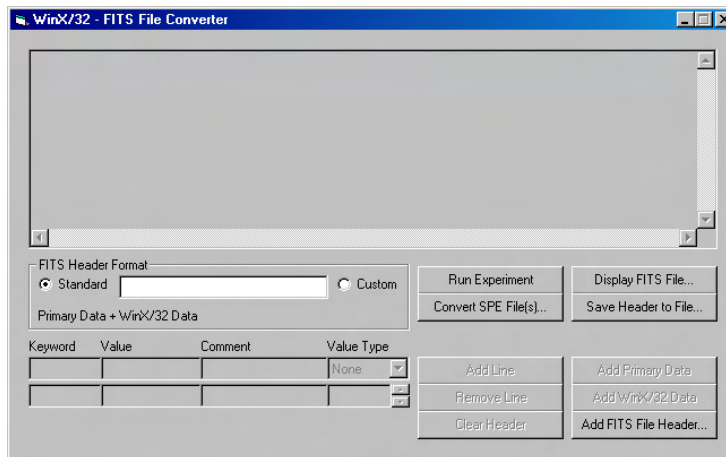 WinX/32 - FITS File Converter
FITS Header Format
Standard
Custom
Primary Data + WinX/32 Data
Run Experiment
Display FITS File...
Convert SPE File(s)...
Save Header to File...
Keyword Value Comment Value Type
None
Add Line
Add Primary Data
Remove Line
Add WinX/32 Data
Clear Header
Add FITS File Header...